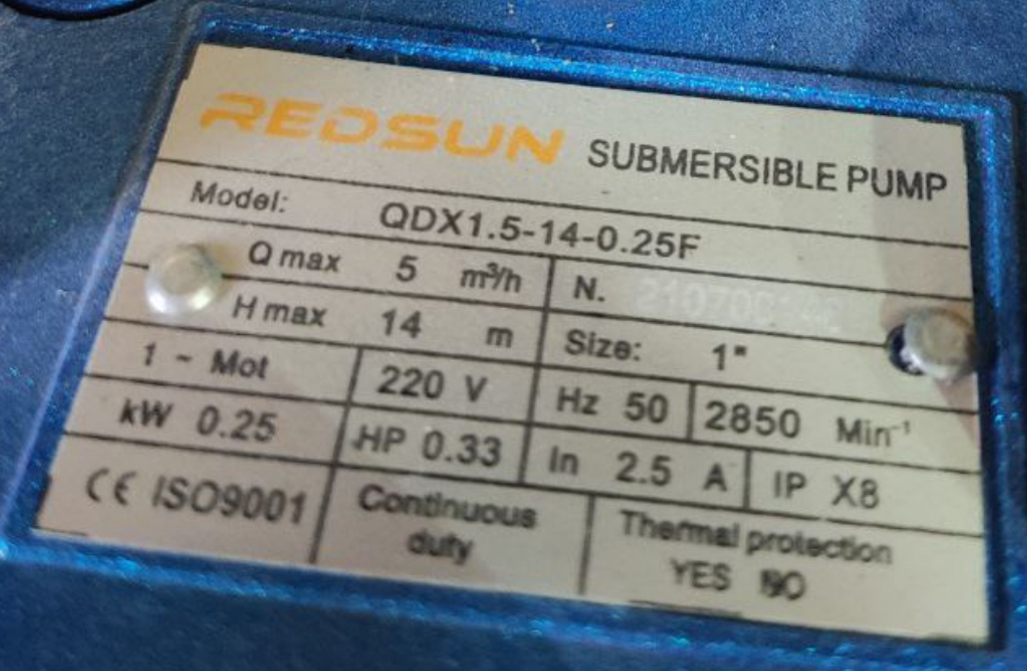 REDSUN SUBMERSIBLE PUMP
Model: QDX1.5-14-0.25F
Q max 5 m³/h N.
H max 14 m Size: 1"
1 ~ Mot 220 V Hz 50 2850 Min⁻¹
kW 0.25 HP 0.33 In 2.5 A IP X8
CE ISO9001 Continuous duty Thermal protection
YES NO